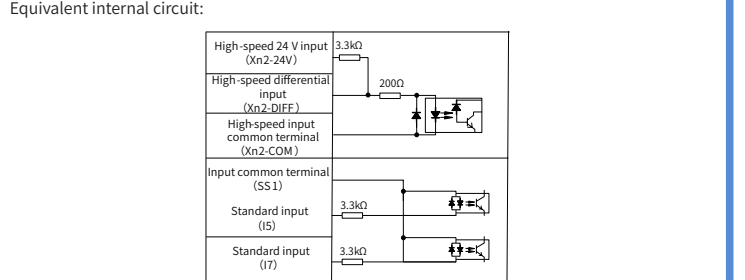 Equivalent internal circuit:
High-speed 24 V input
(Xn2-24V)
3.3kΩ
High-speed differential
input
(Xn2-DIFF)
200Ω
High-speed input
common terminal
(Xn2-COM)
Input common terminal
(SS1)
Standard input
(I5)
3.3kΩ
Standard input
(I7)
3.3kΩ